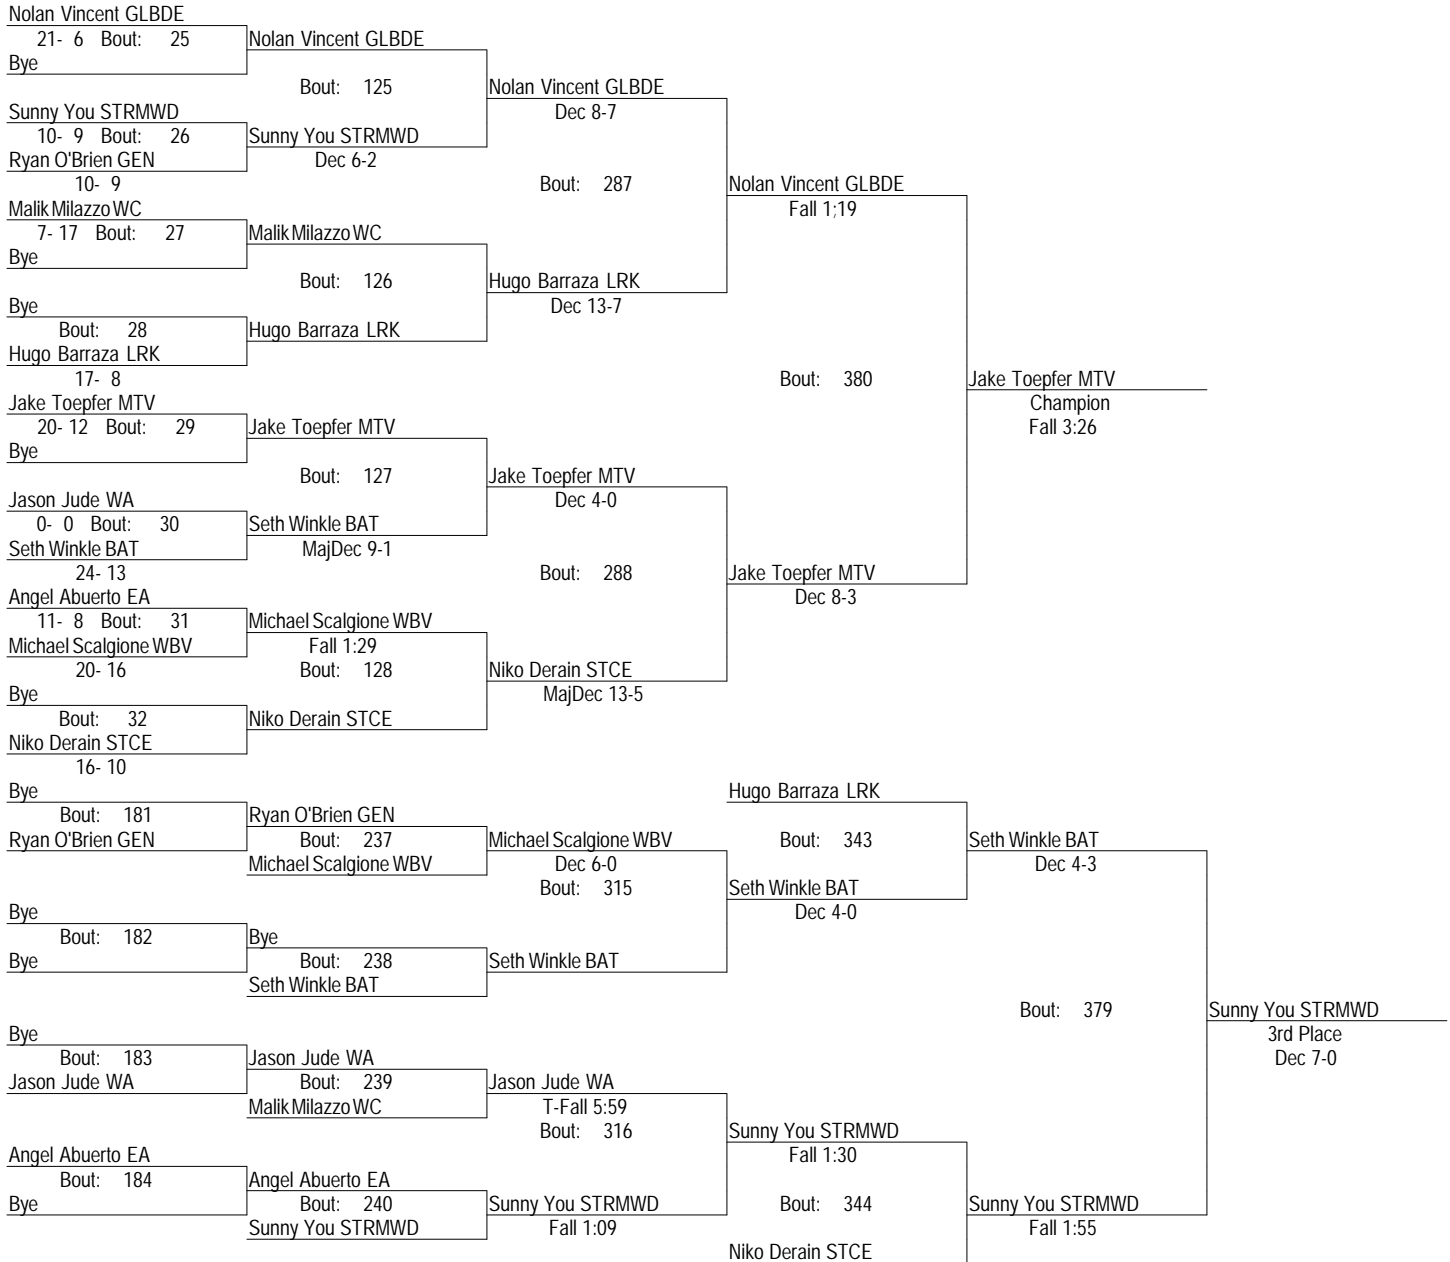 Nolan Vincent GLBDE
21- 6 Bout: 25
Nolan Vincent GLBDE
Bye
Bout: 125
Nolan Vincent GLBDE
Dec 8-7
Sunny You STRMWD
10- 9 Bout: 26
Sunny You STRMWD
Ryan O'Brien GEN
Dec 6-2
10- 9
Bout: 287
Nolan Vincent GLBDE
Fall 1;19
Malik Milazzo WC
7- 17 Bout: 27
Malik Milazzo WC
Bye
Bout: 126
Hugo Barraza LRK
Dec 13-7
Bye
Bout: 28
Hugo Barraza LRK
Hugo Barraza LRK
17- 8
Bout: 380
Jake Toepfer MTV
Champion
Fall 3:26
Jake Toepfer MTV
20- 12 Bout: 29
Jake Toepfer MTV
Bye
Bout: 127
Jake Toepfer MTV
Dec 4-0
Jason Jude WA
0- 0 Bout: 30
Seth Winkle BAT
Seth Winkle BAT
MajDec 9-1
24- 13
Bout: 288
Jake Toepfer MTV
Dec 8-3
Angel Abuerto EA
11- 8 Bout: 31
Michael Scalgione WBV
Michael Scalgione WBV
Fall 1:29
20- 16
Bout: 128
Niko Derain STCE
MajDec 13-5
Bye
Bout: 32
Niko Derain STCE
Niko Derain STCE
16- 10
Bye
Bout: 181
Ryan O'Brien GEN
Ryan O'Brien GEN
Bout: 237
Michael Scalgione WBV
Michael Scalgione WBV
Dec 6-0
Bout: 315
Hugo Barraza LRK
Bout: 343
Seth Winkle BAT
Dec 4-3
Seth Winkle BAT
Dec 4-0
Bye
Bout: 182
Bye
Bye
Bout: 238
Seth Winkle BAT
Seth Winkle BAT
Bout: 379
Sunny You STRMWD
3rd Place
Dec 7-0
Bye
Bout: 183
Jason Jude WA
Jason Jude WA
Bout: 239
Jason Jude WA
Malik Milazzo WC
T-Fall 5:59
Bout: 316
Sunny You STRMWD
Fall 1:30
Angel Abuerto EA
Bout: 184
Angel Abuerto EA
Bye
Bout: 240
Sunny You STRMWD
Sunny You STRMWD
Fall 1:09
Bout: 344
Sunny You STRMWD
Fall 1:55
Niko Derain STCE